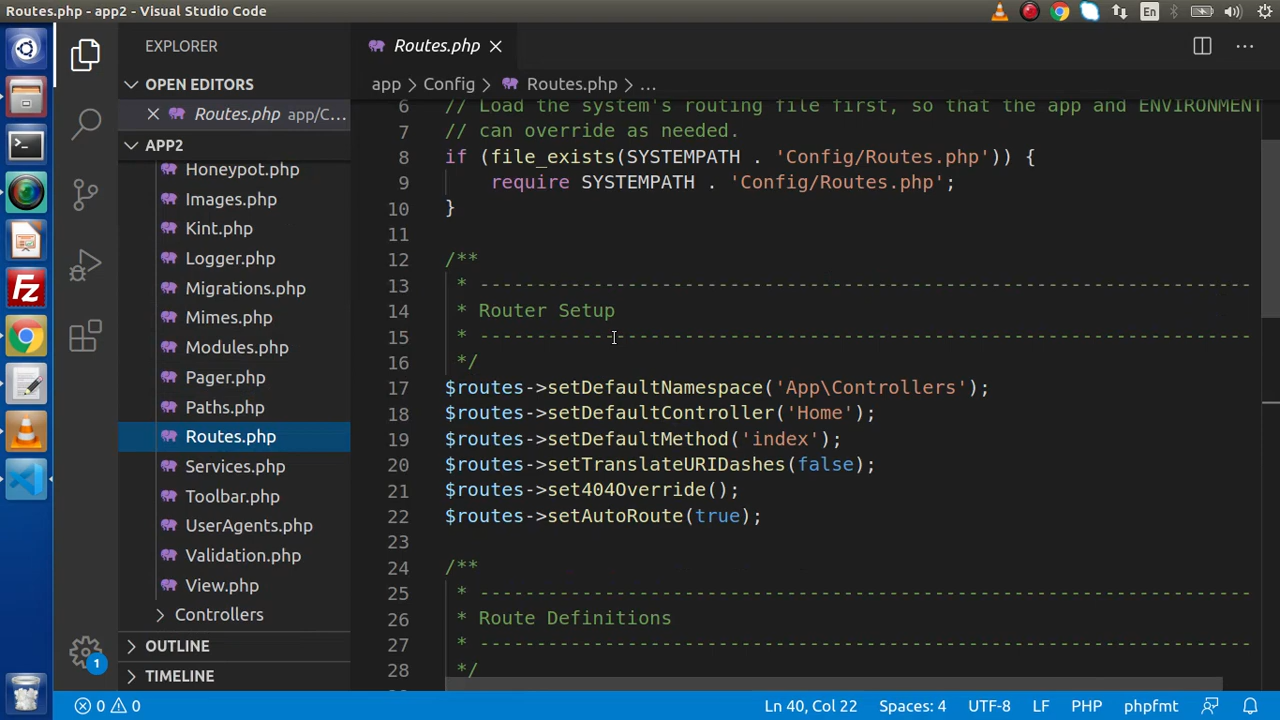 Routes.php - app2 - Visual Studio Code
En
EXPLORER
OPEN EDITORS
Routes.php app/C...
APP2
Honeypot.php
Images.php
Kint.php
Logger.php
Migrations.php
Mimes.php
Modules.php
Pager.php
Paths.php
Routes.php
Services.php
Toolbar.php
UserAgents.php
Validation.php
View.php
Controllers
OUTLINE
TIMELINE
1
Fz
Routes.php
app > Config > Routes.php > ...
6 // Load the system's routing file first, so that the app and ENVIRONMENT
7 // can override as needed.
8 if (file_exists(SYSTEMPATH . 'Config/Routes.php')) {
9 require SYSTEMPATH . 'Config/Routes.php';
10 }
11
12 /**
13 * --------------------------------------------------------------------
14 * Router Setup
15 * --------------------------------------------------------------------
16 */
17 $routes->setDefaultNamespace('App\Controllers');
18 $routes->setDefaultController('Home');
19 $routes->setDefaultMethod('index');
20 $routes->setTranslateURIDashes(false);
21 $routes->set404Override();
22 $routes->setAutoRoute(true);
23
24 /**
25 * --------------------------------------------------------------------
26 * Route Definitions
27 * --------------------------------------------------------------------
28 */
0 0 Ln 40, Col 22 Spaces: 4 UTF-8 LF PHP phpfmt